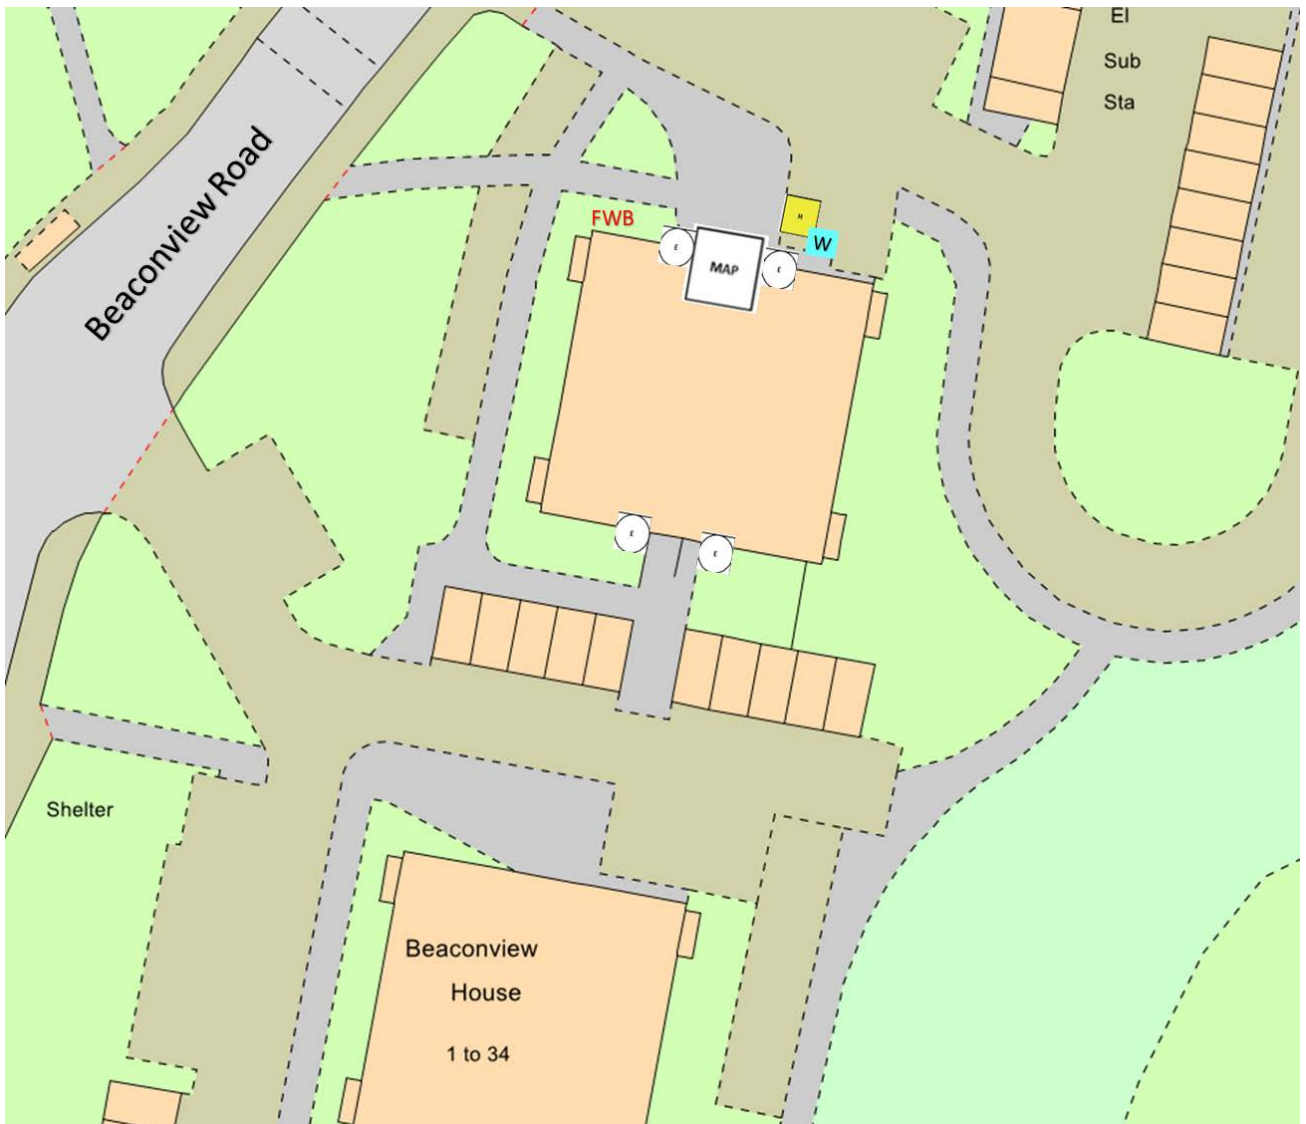 El
Sub
Sta
Beaconview Road
FWB
H
W
E
MAP
E
E
E
Shelter
Beaconview
House
1 to 34